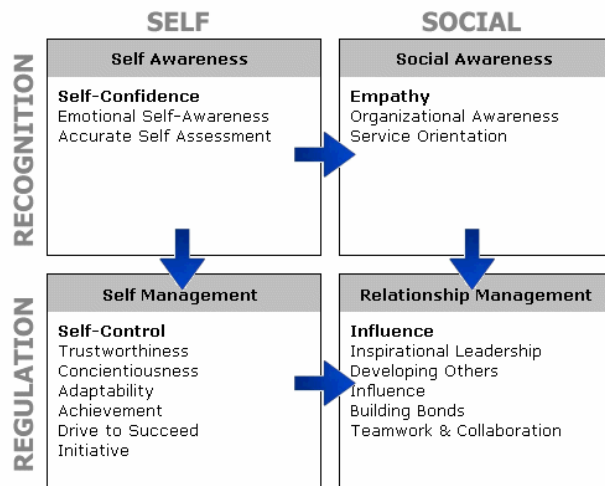 SELF
SOCIAL
RECOGNITION
Self Awareness
Self-Confidence
Emotional Self-Awareness
Accurate Self Assessment
Social Awareness
Empathy
Organizational Awareness
Service Orientation
REGULATION
Self Management
Self-Control
Trustworthiness
Concientiousness
Adaptability
Achievement
Drive to Succeed
Initiative
Relationship Management
Influence
Inspirational Leadership
Developing Others
Influence
Building Bonds
Teamwork & Collaboration